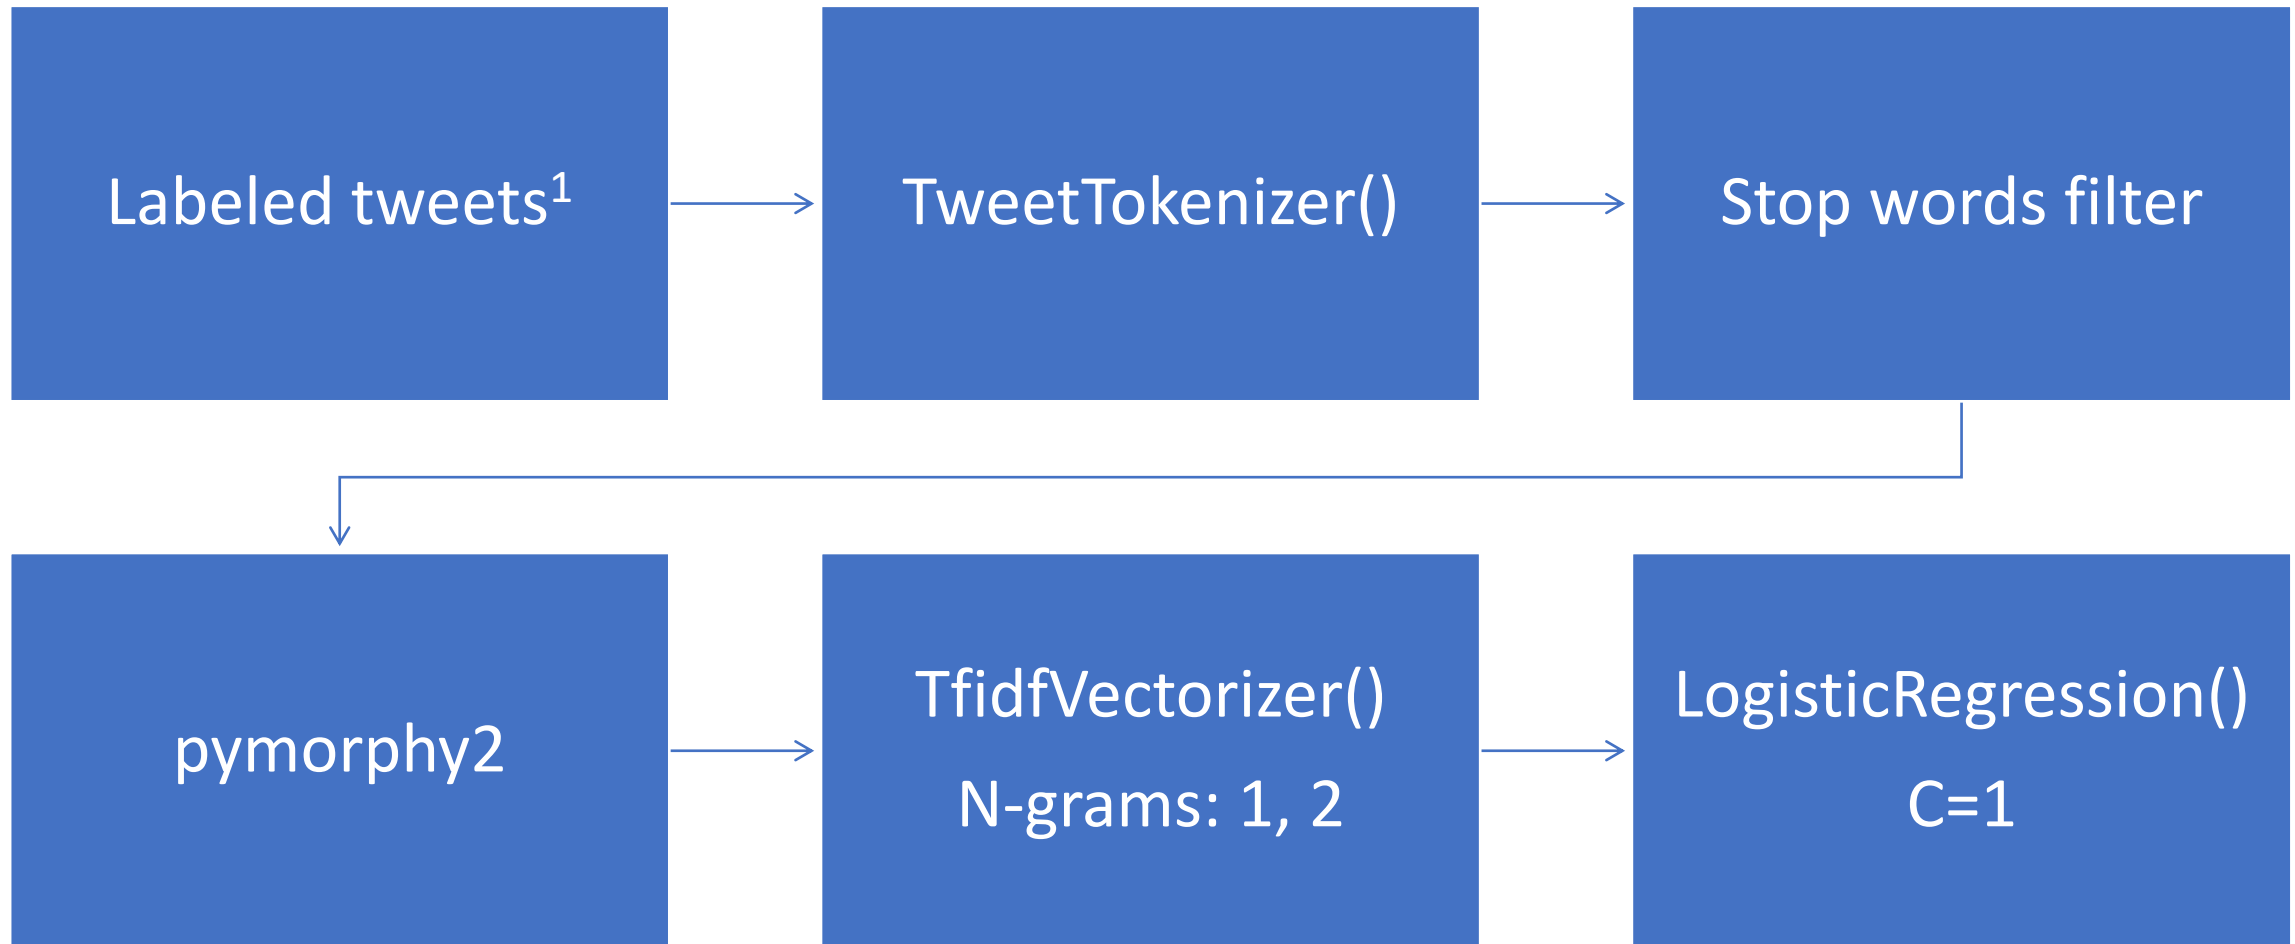 Labeled tweets¹
TweetTokenizer()
Stop words filter
pymorphy2
TfidfVectorizer()
N-grams: 1, 2
LogisticRegression()
C=1